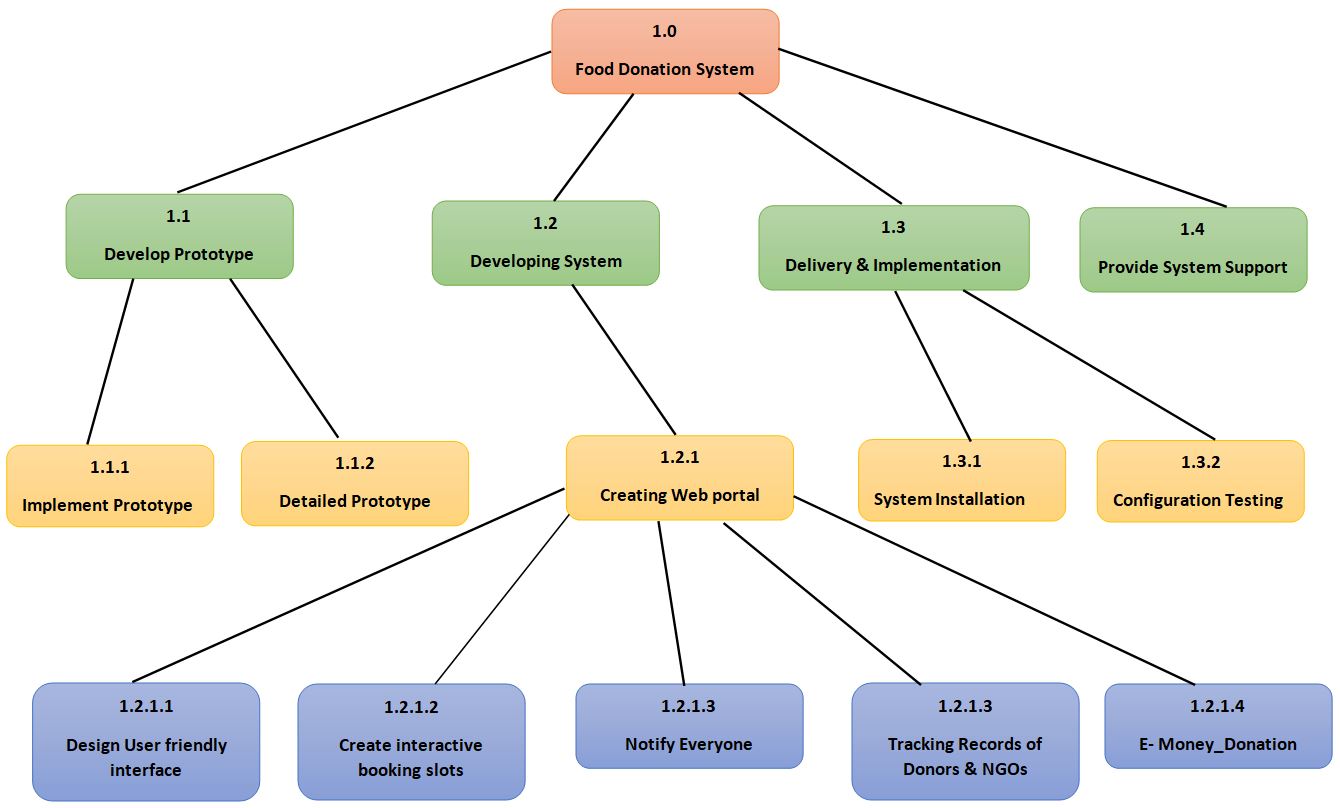 1.0
Food Donation System
1.1
Develop Prototype
1.2
Developing System
1.3
Delivery & Implementation
1.4
Provide System Support
1.1.1
Implement Prototype
1.1.2
Detailed Prototype
1.2.1
Creating Web portal
1.3.1
System Installation
1.3.2
Configuration Testing
1.2.1.1
Design User friendly
interface
1.2.1.2
Create interactive
booking slots
1.2.1.3
Notify Everyone
1.2.1.3
Tracking Records of
Donors & NGOs
1.2.1.4
E- Money_Donation